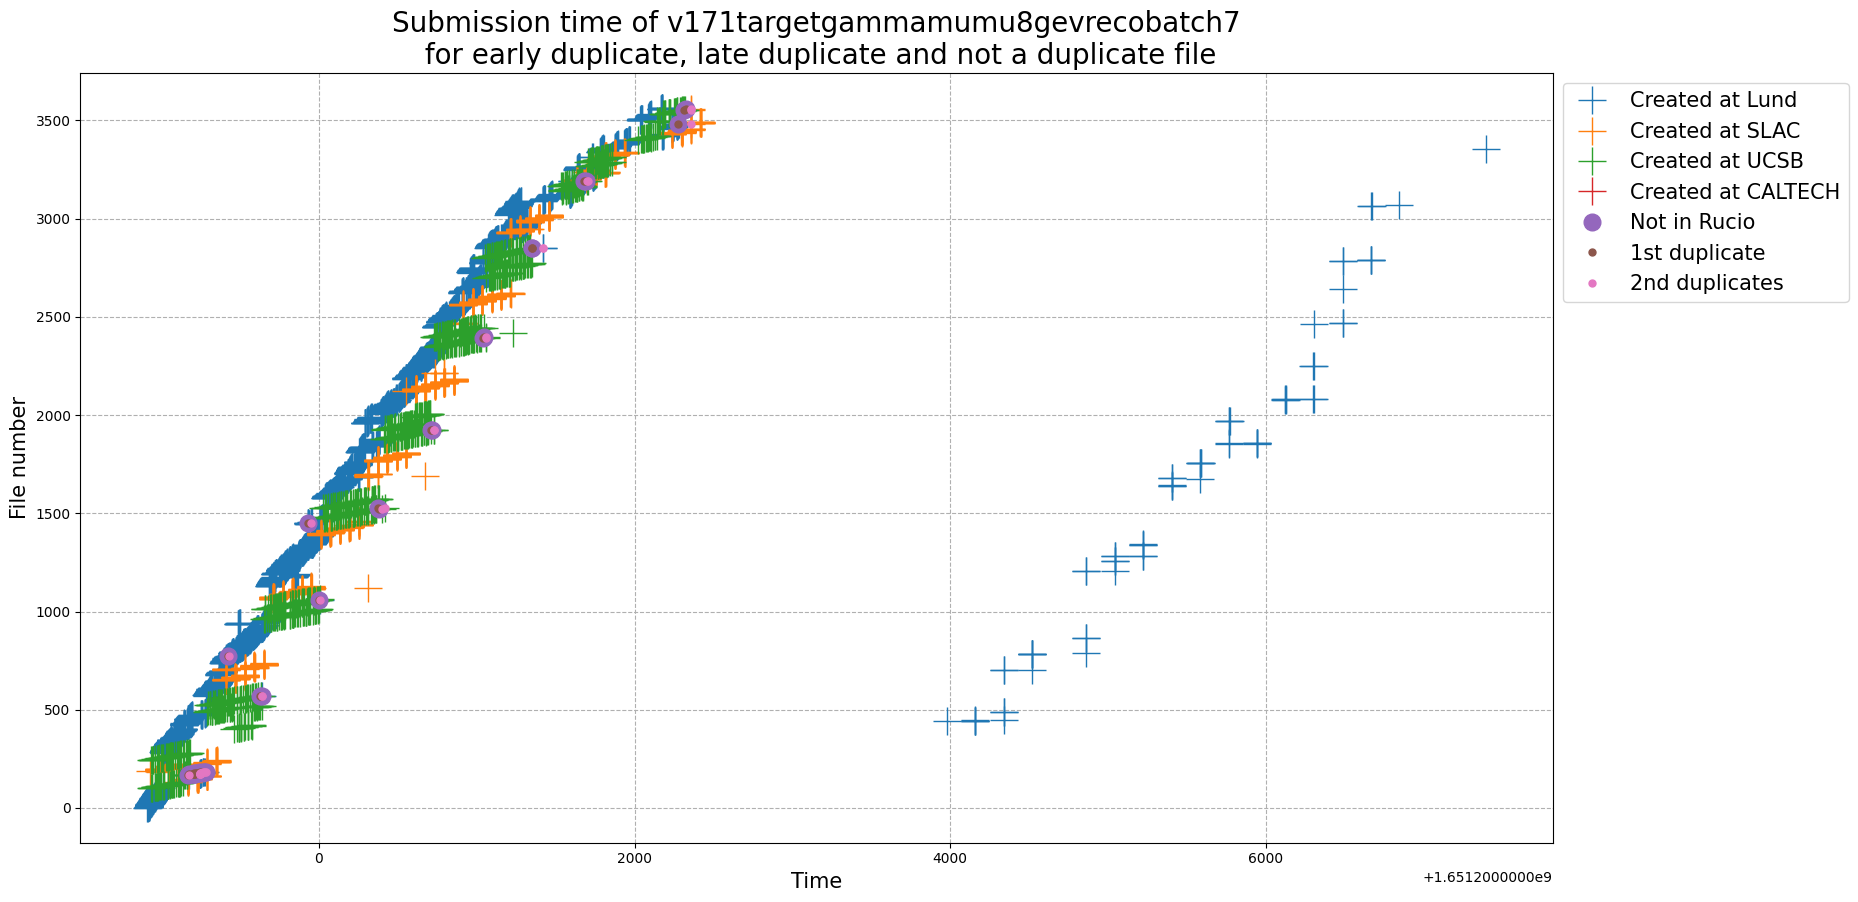 Submission time of v171targetgammamumu8gevrecobatch7
for early duplicate, late duplicate and not a duplicate file
Created at Lund
Created at SLAC
Created at UCSB
Created at CALTECH
Not in Rucio
1st duplicate
2nd duplicates
File number
3500
3000
2500
2000
1500
1000
500
0
0
2000
4000
6000
+1.6512000000e9
Time